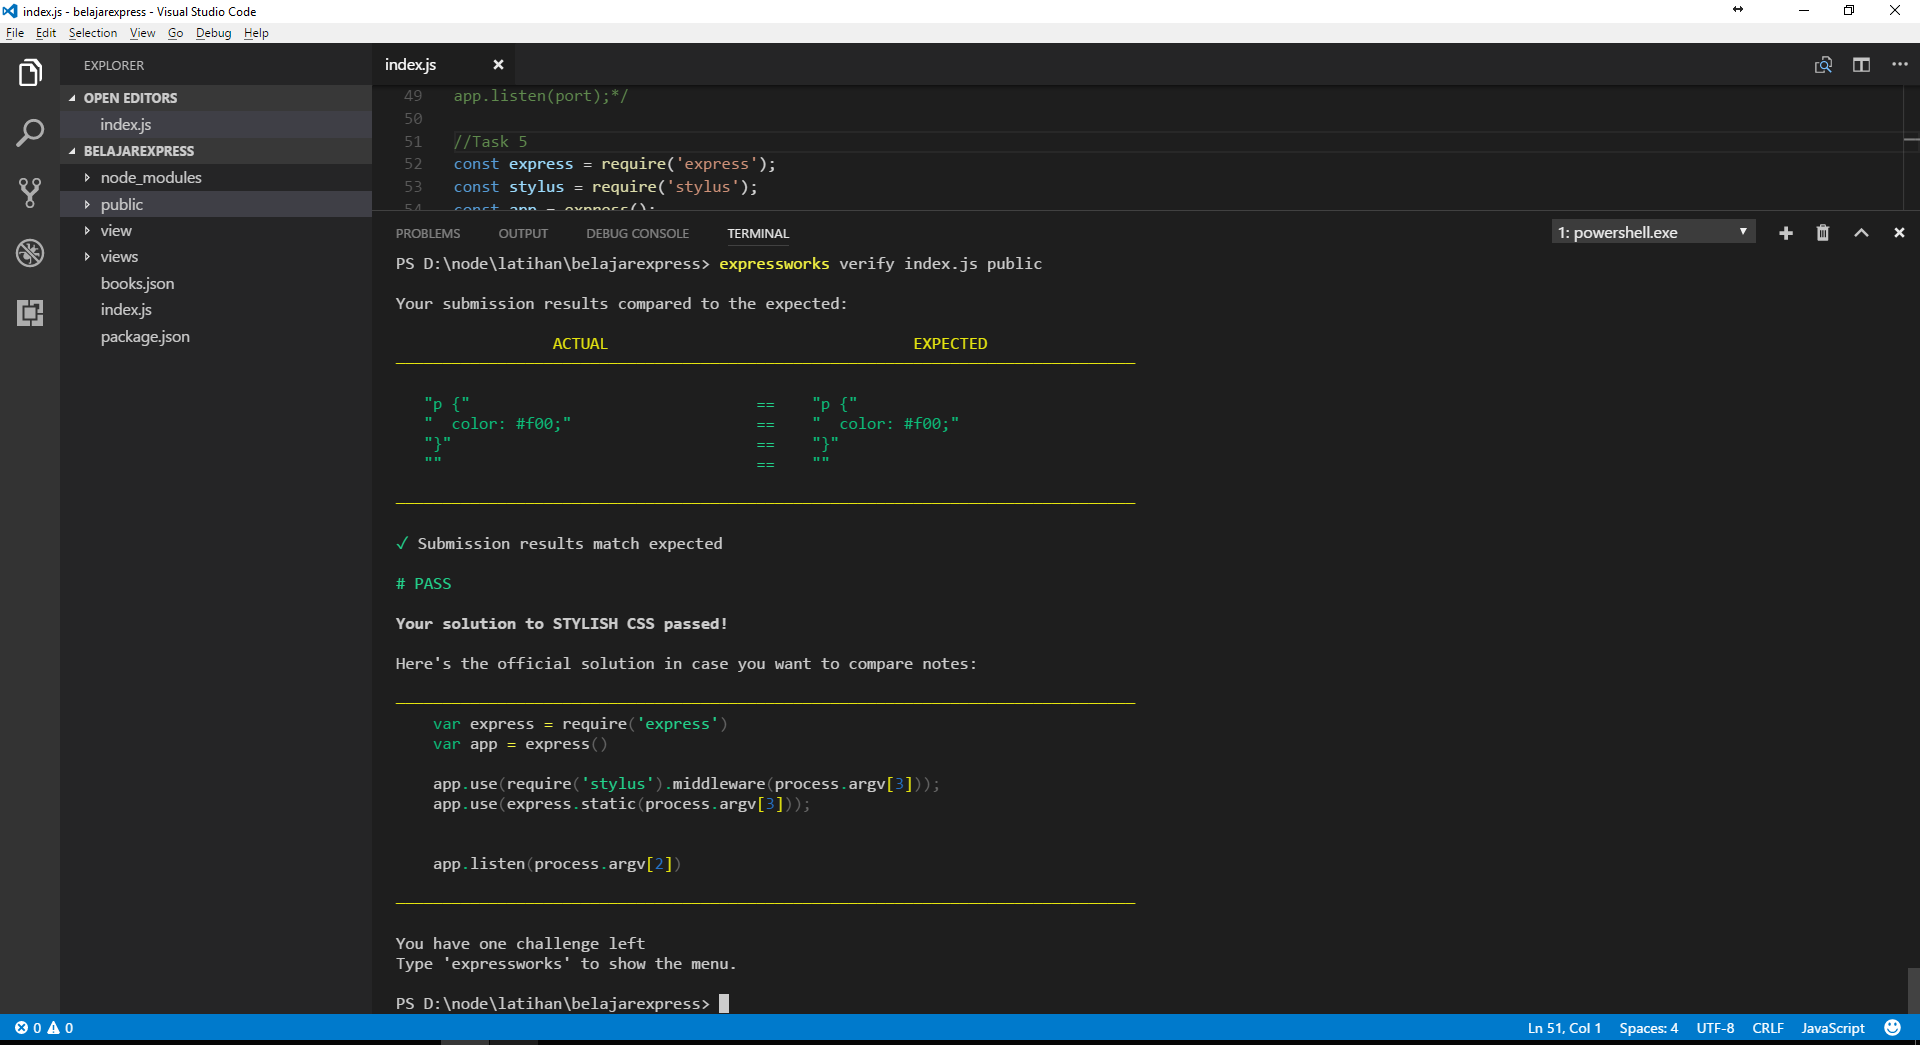 index.js - belajarexpress - Visual Studio Code
File Edit Selection View Go Debug Help
EXPLORER
OPEN EDITORS
index.js
BELAJAREXPRESS
node_modules
public
view
views
books.json
index.js
package.json
index.js
49 app.listen(port);*/
50
51 //Task 5
52 const express = require('express');
53 const stylus = require('stylus');
54 const app = express();
PROBLEMS OUTPUT DEBUG CONSOLE TERMINAL 1: powershell.exe
PS D:\node\latihan\belajarexpress> expressworks verify index.js public
Your submission results compared to the expected:
ACTUAL EXPECTED
"p {" == "p {"
"  color: #f00;" == "  color: #f00;"
"}" == "}"
"" == ""
✓ Submission results match expected
# PASS
Your solution to STYLISH CSS passed!
Here's the official solution in case you want to compare notes:
var express = require('express')
var app = express()
app.use(require('stylus').middleware(process.argv[3]));
app.use(express.static(process.argv[3]));
app.listen(process.argv[2])
You have one challenge left
Type 'expressworks' to show the menu.
PS D:\node\latihan\belajarexpress>
0 0 Ln 51, Col 1 Spaces: 4 UTF-8 CRLF JavaScript